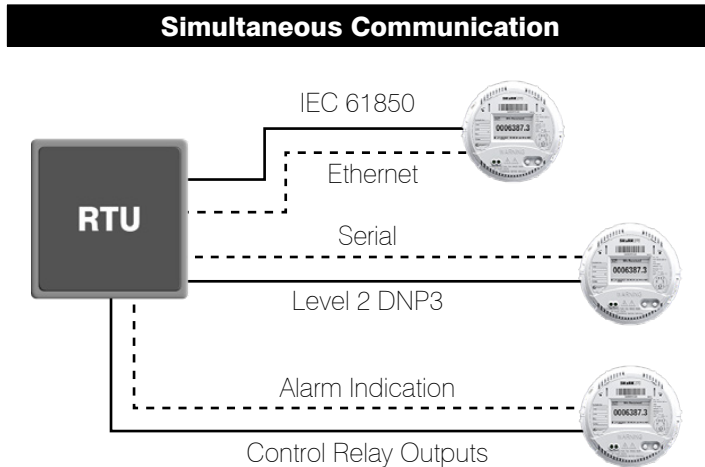 Simultaneous Communication
IEC 61850
0006387.3
Ethernet
RTU
Serial
0006387.3
Level 2 DNP3
Alarm Indication
0006387.3
Control Relay Outputs